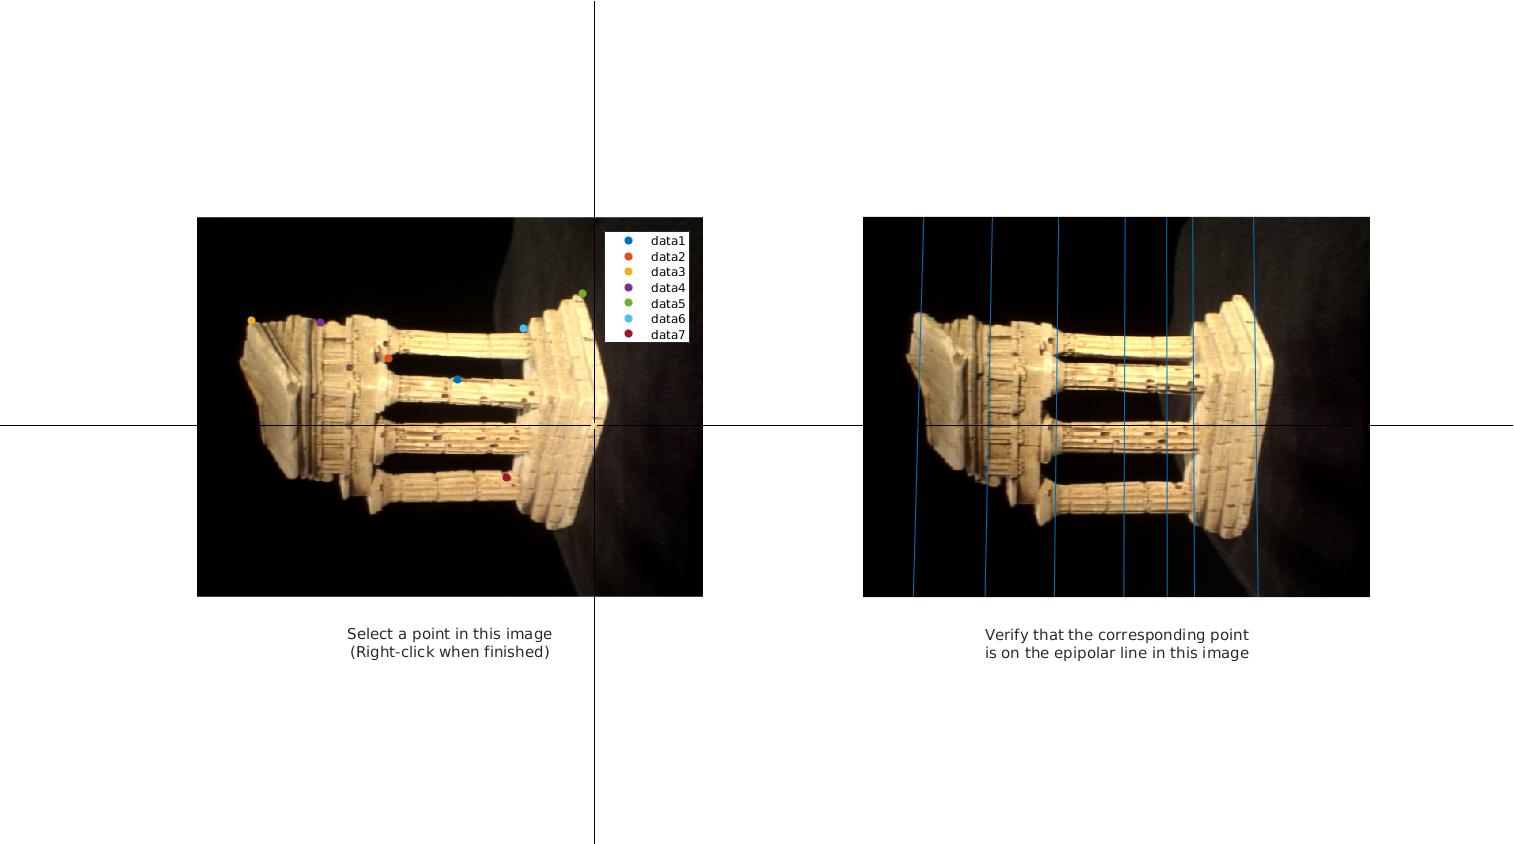 data1
data2
data3
data4
data5
data6
data7
Select a point in this image
(Right-click when finished)
Verify that the corresponding point
is on the epipolar line in this image